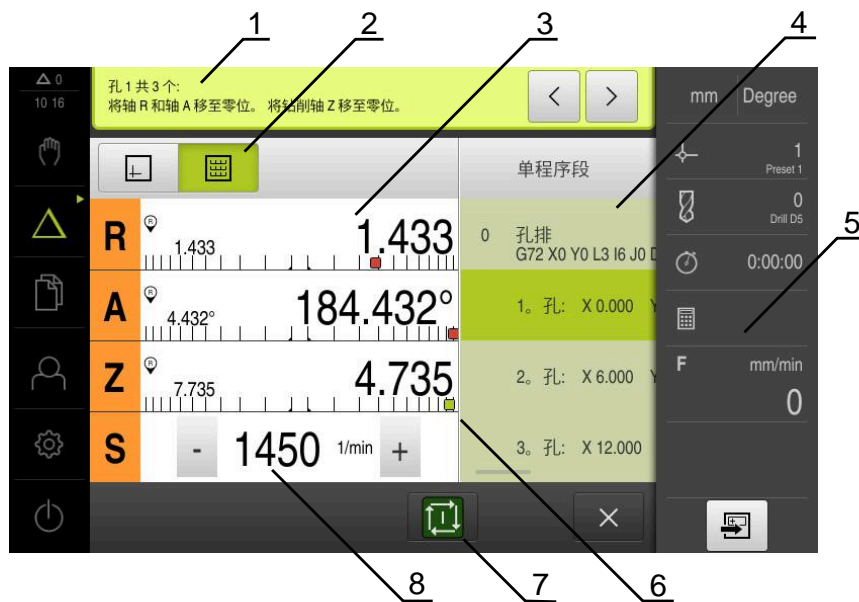 1
2
3
4
5
6
7
8
0
10 16
孔 1 共 3 个:
将轴 R 和轴 A 移至零位。 将钻削轴 Z 移至零位。
<
>
mm
Degree
单程序段
1
Preset 1
0
Drill D5
0:00:00
F
mm/min
0
R
R
1.433
1.433
A
R
4.432°
184.432°
Z
R
7.735
4.735
S
-
1450
1/min
+
0
孔排
G72 X0 Y0 L3 I6 J0 D
1。孔: X 0.000 Y
2。孔: X 6.000 Y
3。孔: X 12.000